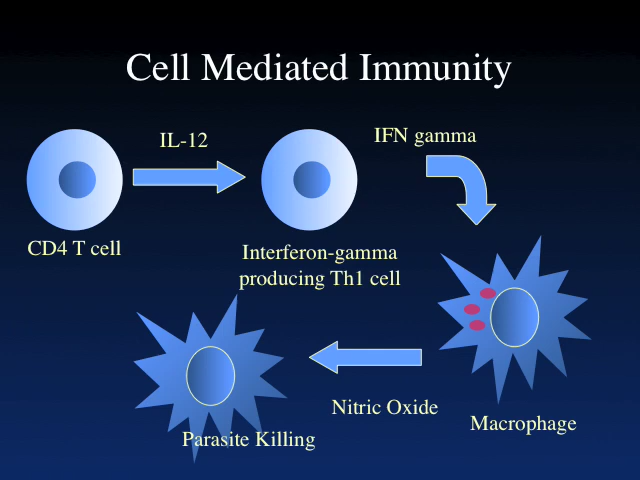 Cell Mediated Immunity
IL-12
IFN gamma
CD4 T cell
Interferon-gamma
producing Th1 cell
Nitric Oxide
Macrophage
Parasite Killing